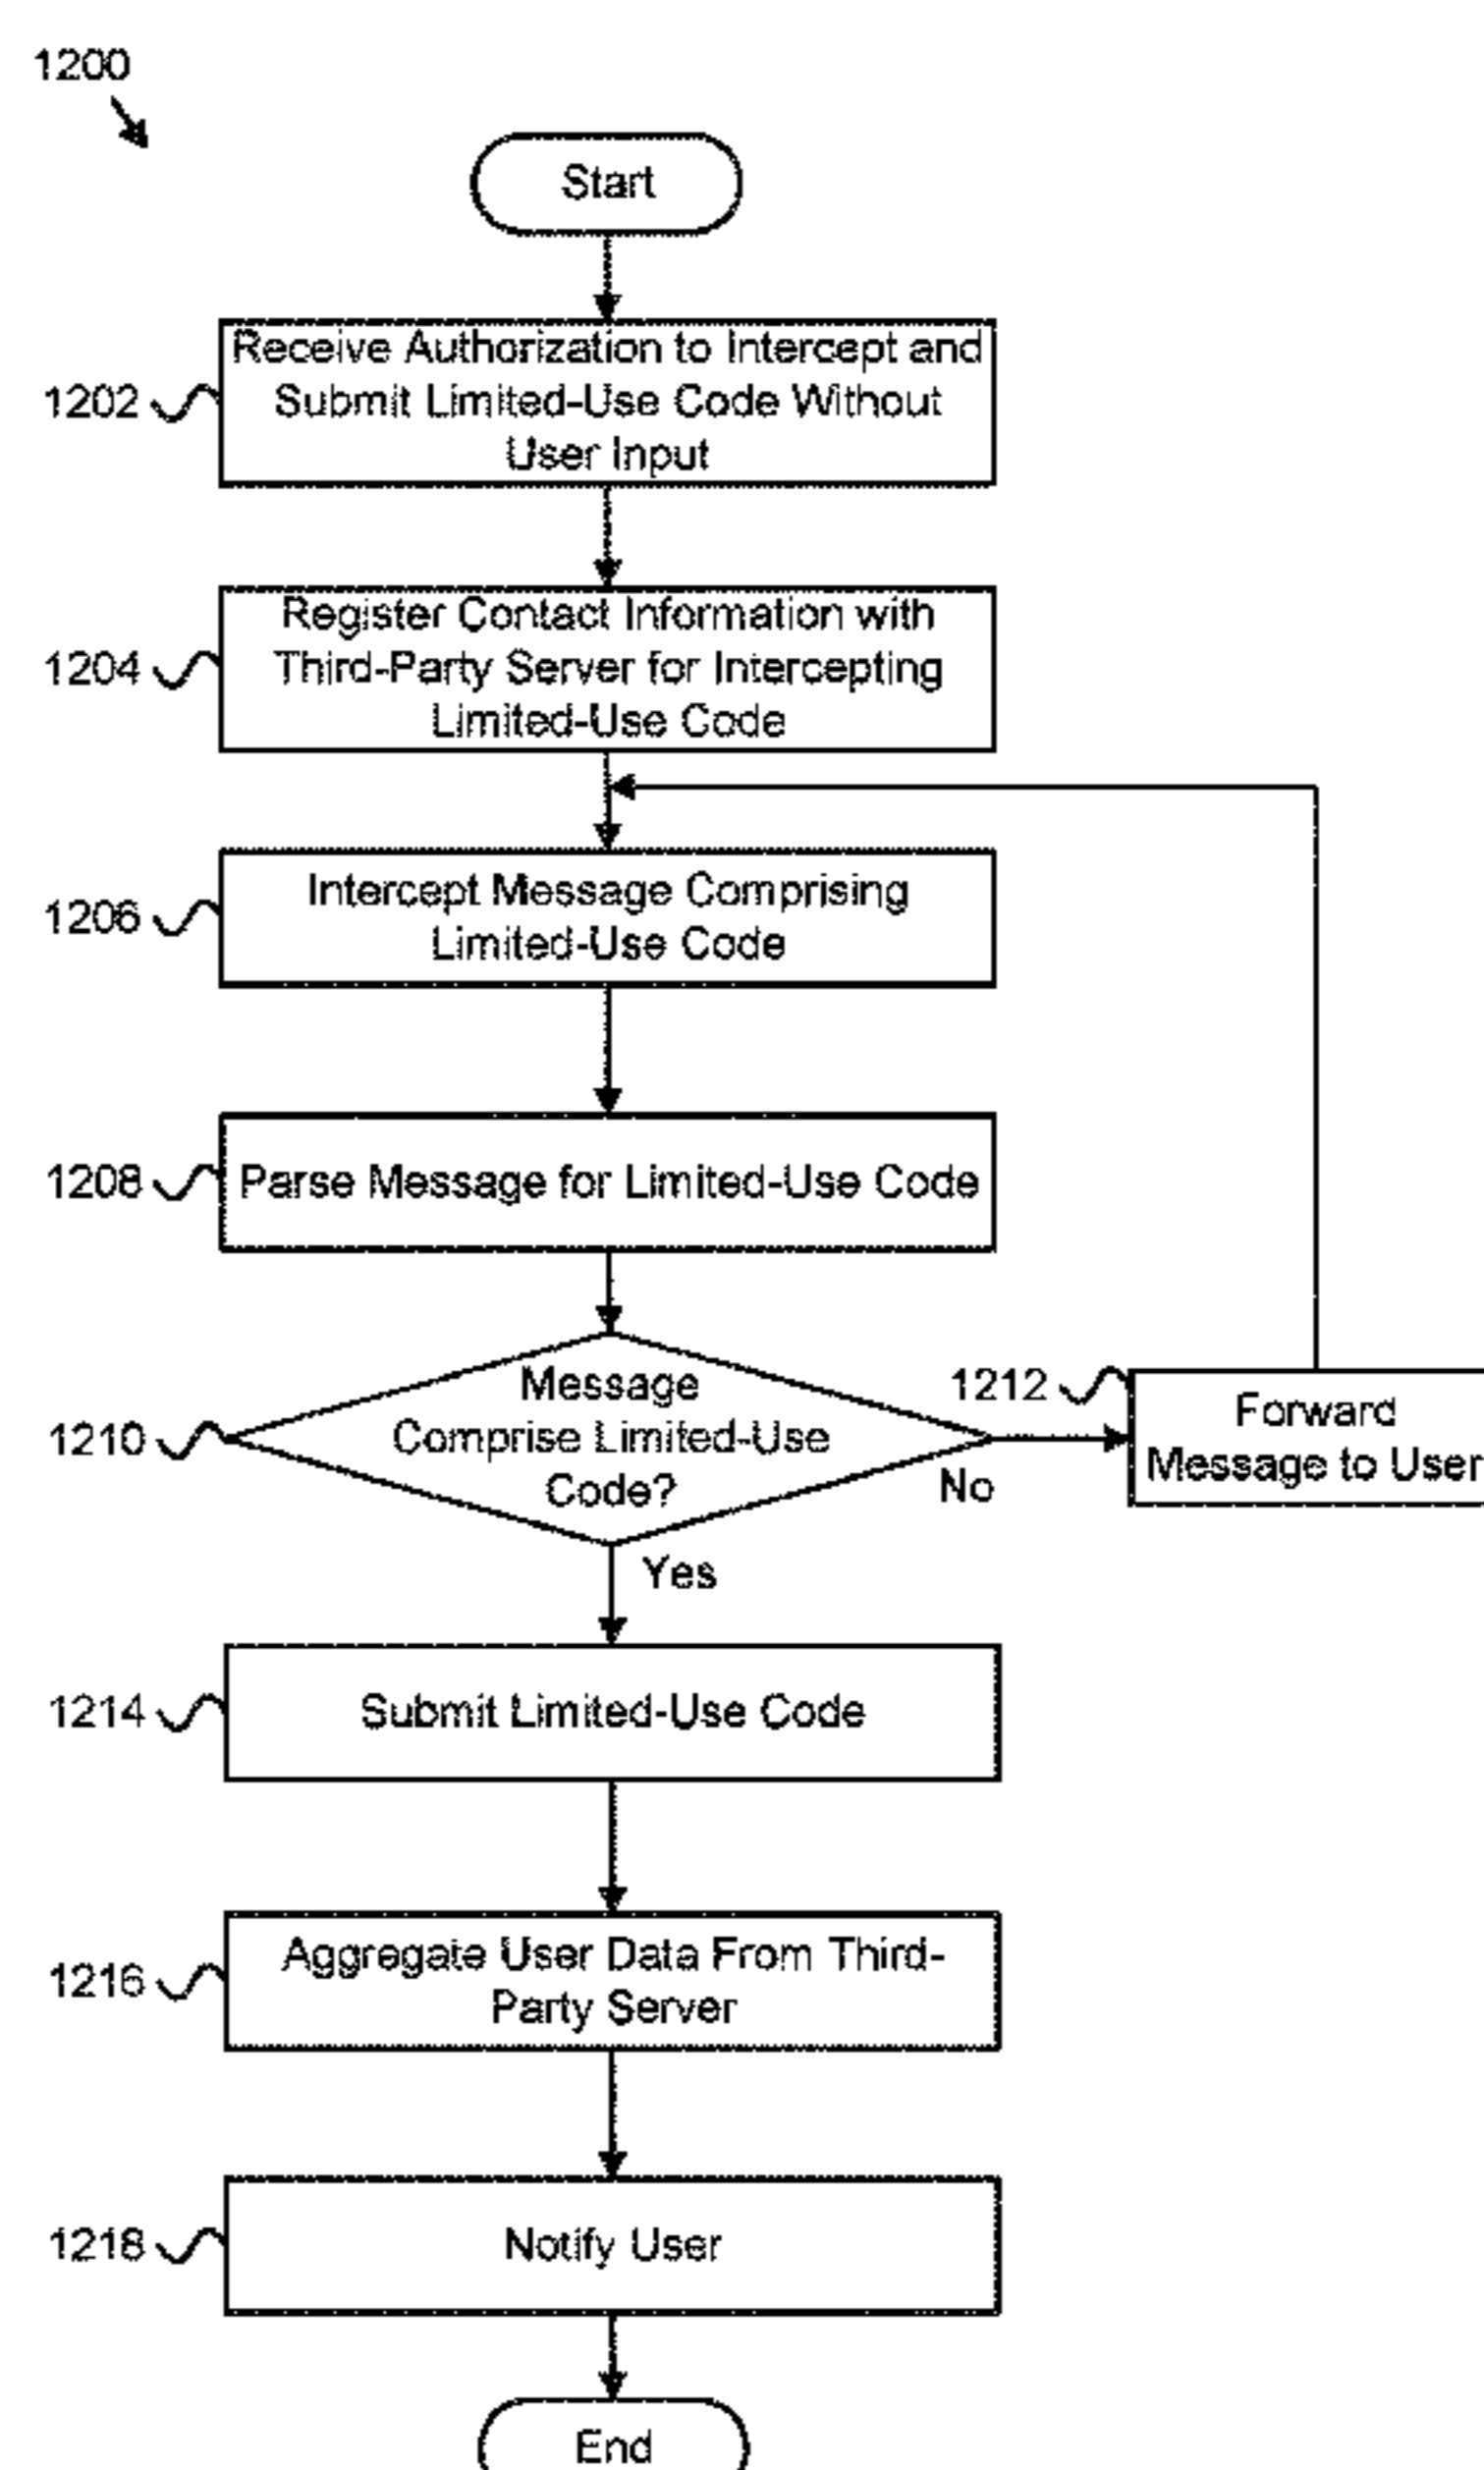 1200
Start
1202
Receive Authorization to Intercept and
Submit Limited-Use Code Without
User Input
1204
Register Contact Information with
Third-Party Server for Intercepting
Limited-Use Code
1206
Intercept Message Comprising
Limited-Use Code
1208
Parse Message for Limited-Use Code
1210
Message
Comprise Limited-Use
Code?
No
1212
Forward
Message to User
Yes
1214
Submit Limited-Use Code
1216
Aggregate User Data From Third-
Party Server
1218
Notify User
End